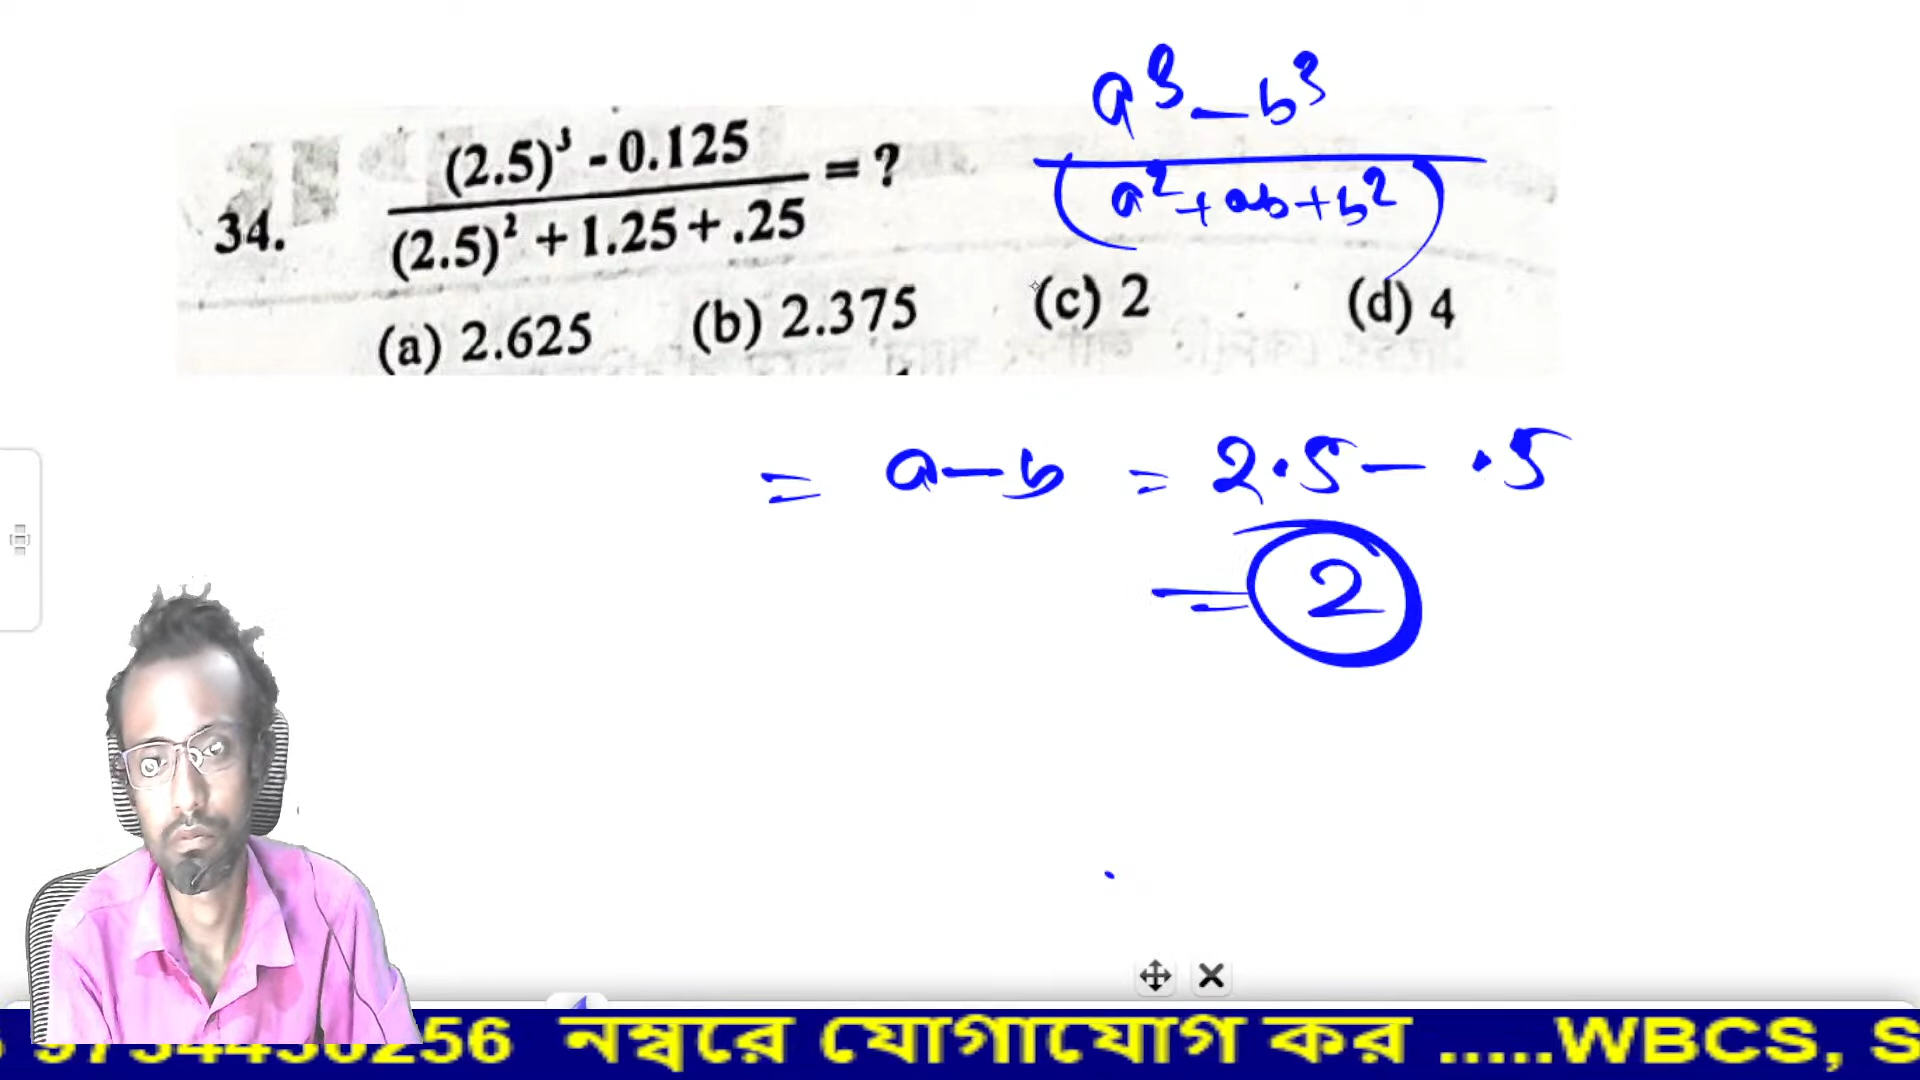 a³ - b³
(a² + ab + b²)
34. (2.5)³ - 0.125
(2.5)² + 1.25 + .25
= ?
(a) 2.625 (b) 2.375 (c) 2 (d) 4
= a - b = 2.5 - .5
= 2
256 নম্বরে যোগাযোগ কর .....WBCS, S